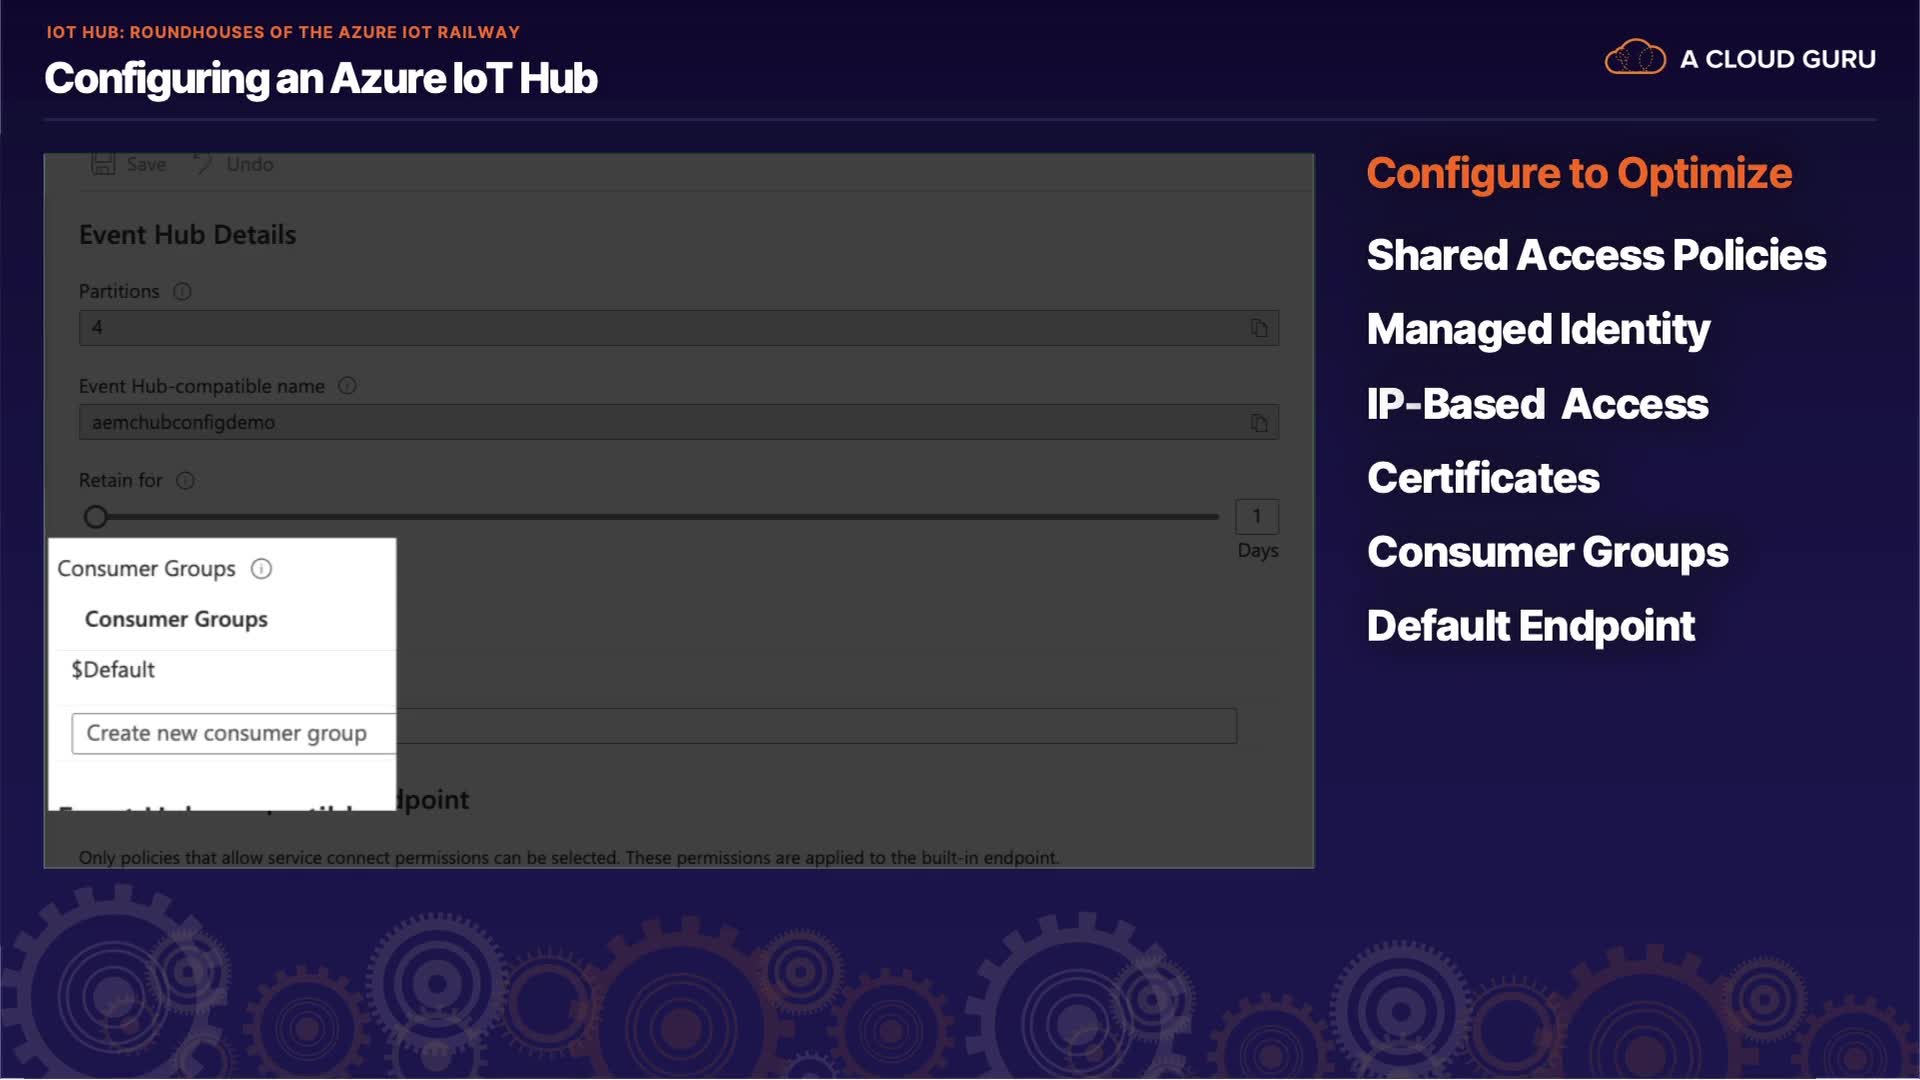 IOT HUB: ROUNDHOUSES OF THE AZURE IOT RAILWAY
Configuring an Azure IoT Hub
A CLOUD GURU
Save Undo
Event Hub Details
Partitions
4
Event Hub-compatible name
aemchubconfigdemo
Retain for
1
Days
Consumer Groups
Consumer Groups
$Default
Create new consumer group
Only policies that allow service connect permissions can be selected. These permissions are applied to the built-in endpoint.
Configure to Optimize
Shared Access Policies
Managed Identity
IP-Based Access
Certificates
Consumer Groups
Default Endpoint